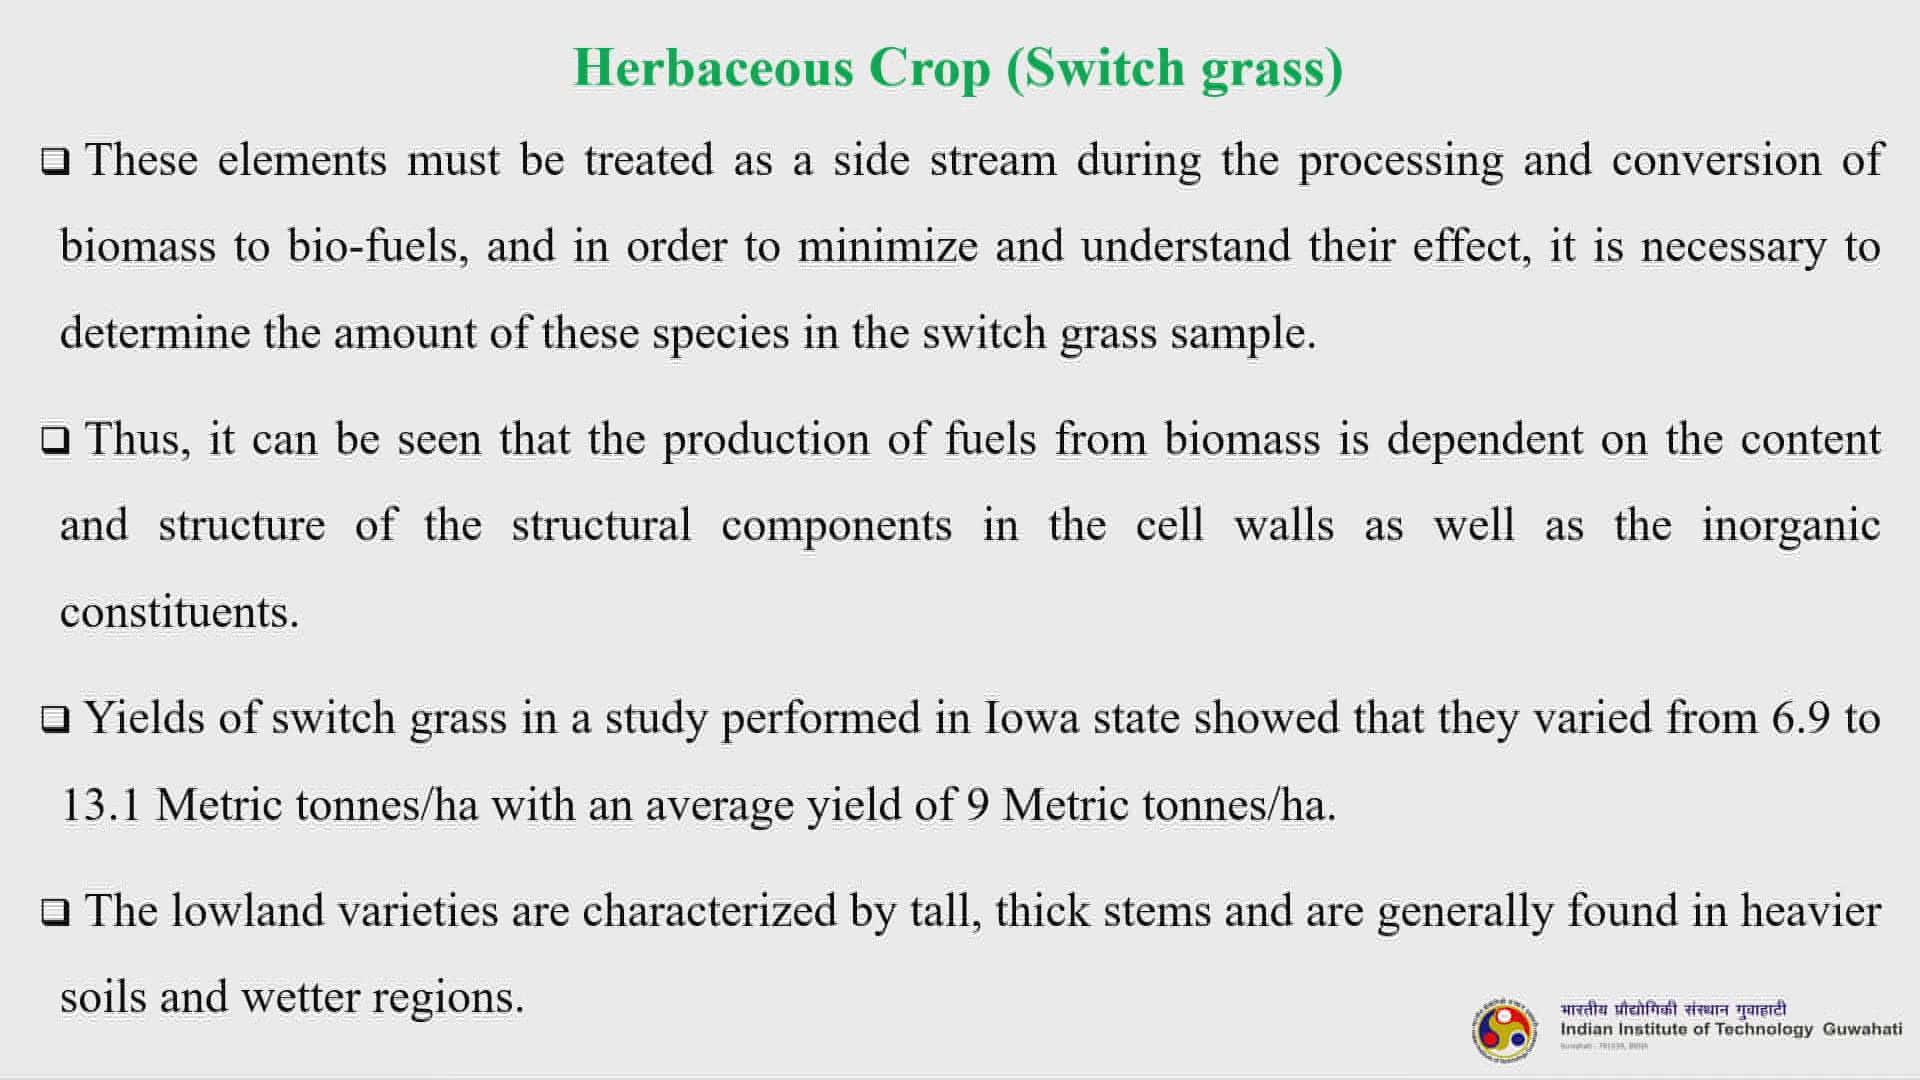 Herbaceous Crop (Switch grass)
❑ These elements must be treated as a side stream during the processing and conversion of
biomass to bio-fuels, and in order to minimize and understand their effect, it is necessary to
determine the amount of these species in the switch grass sample.
❑ Thus, it can be seen that the production of fuels from biomass is dependent on the content
and structure of the structural components in the cell walls as well as the inorganic
constituents.
❑ Yields of switch grass in a study performed in Iowa state showed that they varied from 6.9 to
13.1 Metric tonnes/ha with an average yield of 9 Metric tonnes/ha.
❑ The lowland varieties are characterized by tall, thick stems and are generally found in heavier
soils and wetter regions.
भारतीय प्रौद्योगिकी संस्थान गुवाहाटी
Indian Institute of Technology Guwahati
Guwahati - 781039,